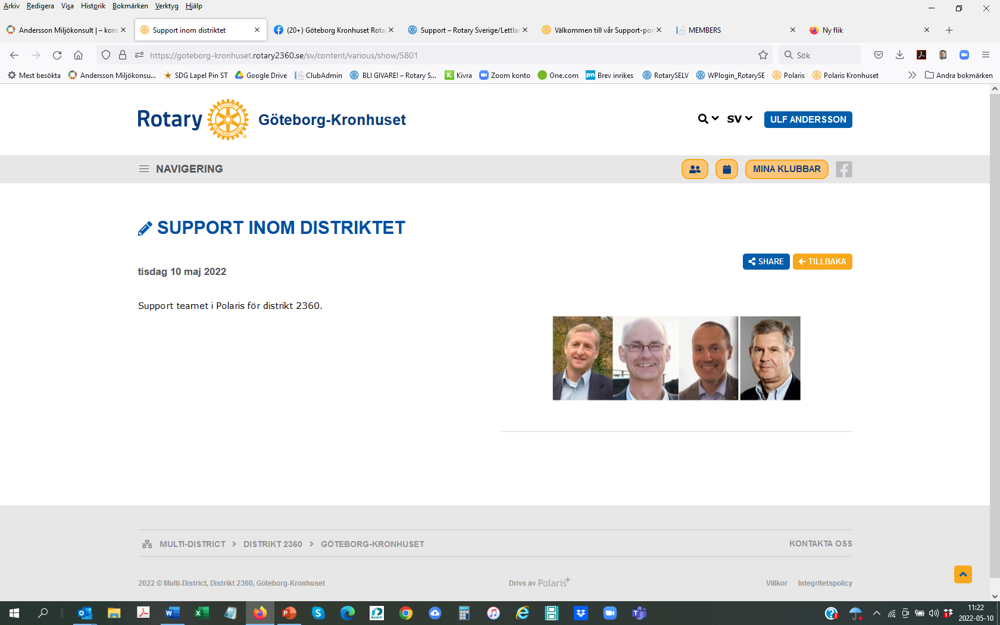 Arkiv Redigera Visa Historik Bokmärken Verktyg Hjälp
Andersson Miljökonsult | – kons
Support inom distriktet
(20+) Göteborg Kronhuset Rota
Support – Rotary Sverige/Lettlan
Välkommen till vår Support-port
MEMBERS
Ny flik
https://goteborg-kronhuset.rotary2360.se/sv/content/various/show/5801
Sök
Mest besökta Andersson Miljökonsu... SDG Lapel Pin ST Google Drive ClubAdmin BLI GIVARE! – Rotary S... Kivra Zoom konto One.com Brev inrikes RotarySELV WPlogin_RotarySE Polaris Polaris Kronhuset Andra bokmärken
Rotary
ROTARY
INTERNATIONAL
Göteborg-Kronhuset
SV
ULF ANDERSSON
NAVIGERING
MINA KLUBBAR
SUPPORT INOM DISTRIKTET
SHARE
TILLBAKA
tisdag 10 maj 2022
Support teamet i Polaris för distrikt 2360.
MULTI-DISTRICT DISTRIKT 2360 GÖTEBORG-KRONHUSET
KONTAKTA OSS
2022 © Multi-District, Distrikt 2360, Göteborg-Kronhuset
Drivs av Polaris
Villkor Integritetspolicy
11:22
2022-05-10